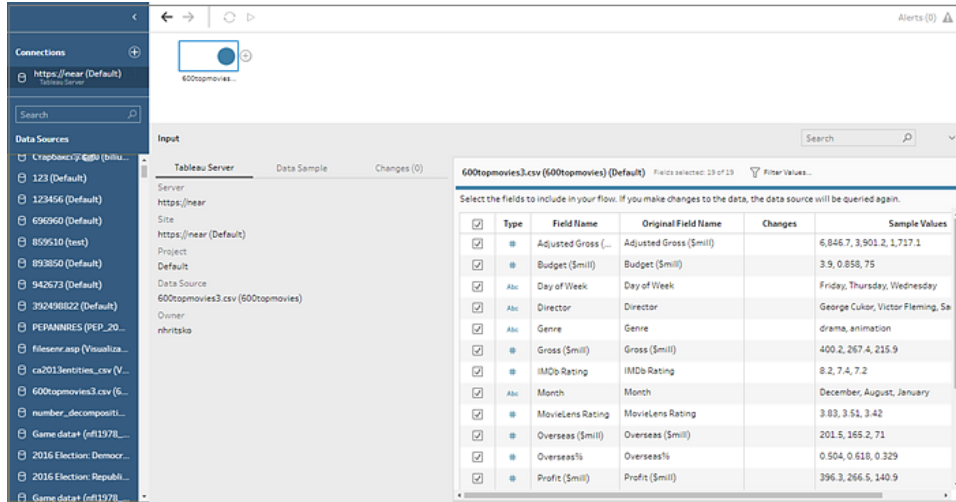 Alerts (0)
Connections
https://near (Default)
Tableau Server
Search
Data Sources
123 (Default)
123456 (Default)
696960 (Default)
859510 (test)
893850 (Default)
942673 (Default)
392498822 (Default)
PEPANNRES (PEP_20...
filesenr.asp (Visualiza...
ca2013entities_csv (V...
600topmovies3.csv (6...
number_decompositi...
Game data+ (nfl1978_...
2016 Election: Democr...
2016 Election: Republi...
Game data+ (nfl1978_...
600topmovies...
Input
Search
Tableau Server Data Sample Changes (0)
Server
https://near
Site
https://near (Default)
Project
Default
Data Source
600topmovies3.csv (600topmovies)
Owner
nhritsko
600topmovies3.csv (600topmovies) (Default) Fields selected: 19 of 19 Filter Values...
Select the fields to include in your flow. If you make changes to the data, the data source will be queried again.
Type Field Name Original Field Name Changes Sample Values
# Adjusted Gross (... Adjusted Gross ($mill) 6,846.7, 3,901.2, 1,717.1
# Budget ($mill) Budget ($mill) 3.9, 0.858, 75
Abc Day of Week Day of Week Friday, Thursday, Wednesday
Abc Director Director George Cukor, Victor Fleming, Sa
Abc Genre Genre drama, animation
# Gross ($mill) Gross ($mill) 400.2, 267.4, 215.9
# IMDb Rating IMDb Rating 8.2, 7.4, 7.2
Abc Month Month December, August, January
# MovieLens Rating MovieLens Rating 3.83, 3.51, 3.42
# Overseas ($mill) Overseas ($mill) 201.5, 165.2, 71
# Overseas% Overseas% 0.504, 0.618, 0.329
# Profit ($mill) Profit ($mill) 396.3, 266.5, 140.9